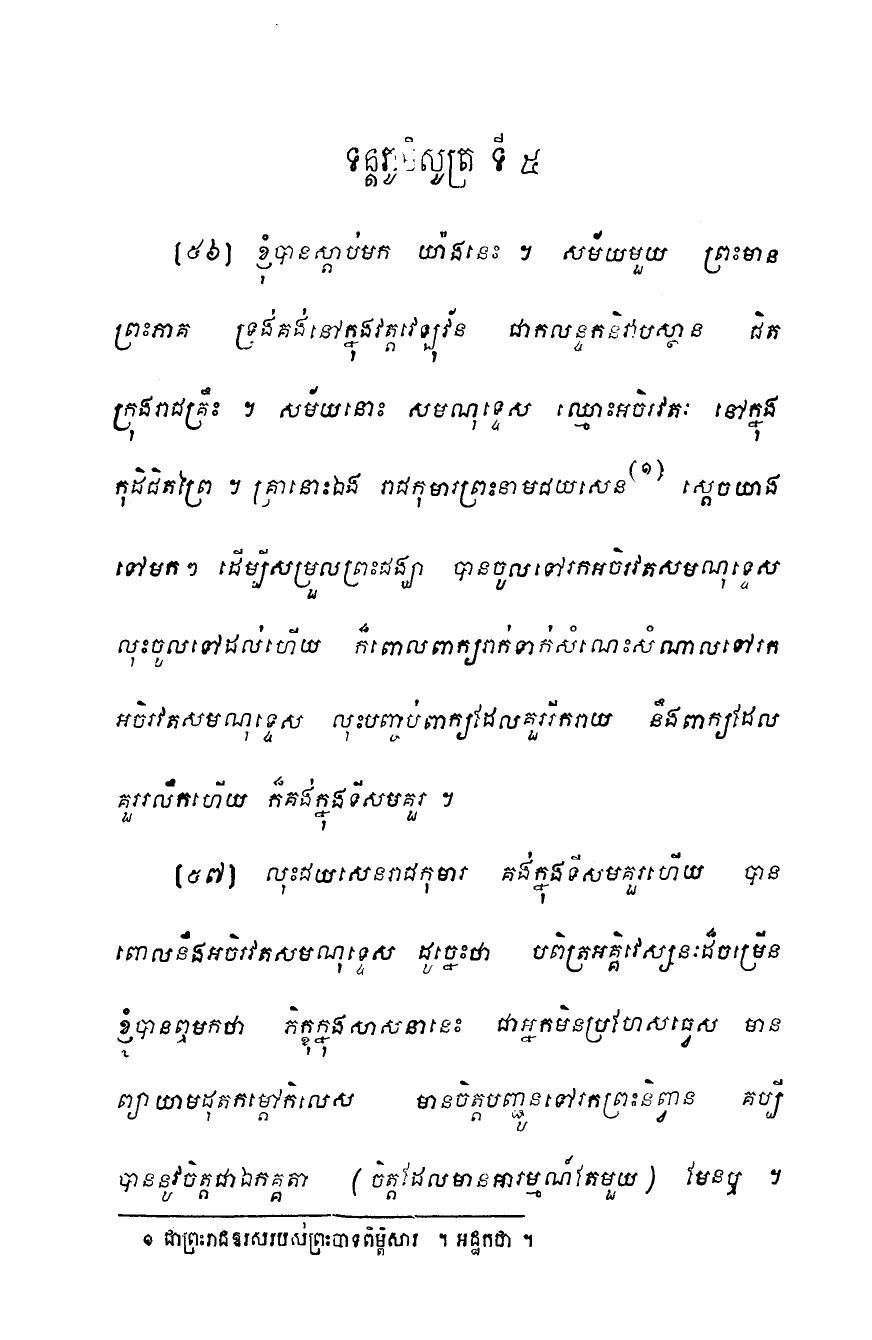 ទន្តភូមិសូត្រ ទី ៥
[៥៦] ខ្ញុំបានស្តាប់មក យ៉ាងនេះ ។ សម័យមួយ ព្រះមាន
ព្រះភាគ ទ្រង់គង់នៅក្នុងវត្តវេឡុវ័ន ជាកលន្ទកនិវាបស្ថាន ជិត
ក្រុងរាជគ្រឹះ ។ សម័យនោះ សមណុទ្ទេស ឈ្មោះអចិរវតៈ នៅក្នុង
កុដិជិតព្រៃ ។ គ្រានោះឯង រាជកុមារព្រះនាមជយសេន(១) ស្តេចយាង
ទៅមកៗ ដើម្បីសម្រួលព្រះជង្ឃា បានចូលទៅរកអចិរវតសមណុទ្ទេស
លុះចូលទៅដល់ហើយ ក៏ពោលពាក្យរាក់ទាក់សំណេះសំណាលទៅរក
អចិរវតសមណុទ្ទេស លុះបញ្ចប់ពាក្យដែលគួររីករាយ នឹងពាក្យដែល
គួររលឹកហើយ ក៏គង់ក្នុងទីសមគួរ ។
[៥៧] លុះជយសេនរាជកុមារ គង់ក្នុងទីសមគួរហើយ បាន
ពោលនឹងអចិរវតសមណុទ្ទេស ដូច្នេះថា បពិត្រអគ្គិវេស្សនៈដ៏ចម្រើន
ខ្ញុំបានឮមកថា ភិក្ខុក្នុងសាសនានេះ ជាអ្នកមិនប្រហែសធ្វេស មាន
ព្យាយាមដុតកម្តៅកិលេស មានចិត្តបញ្ជូនទៅរកព្រះនិព្វាន គប្បី
បាននូវចិត្តជាឯកគ្គតា (ចិត្តដែលមានអារម្មណ៍តែមួយ) មែនឬ ។
១ ជាព្រះរាជឱរសរបស់ព្រះបាទពិម្ពិសារ ។ អដ្ឋកថា ។